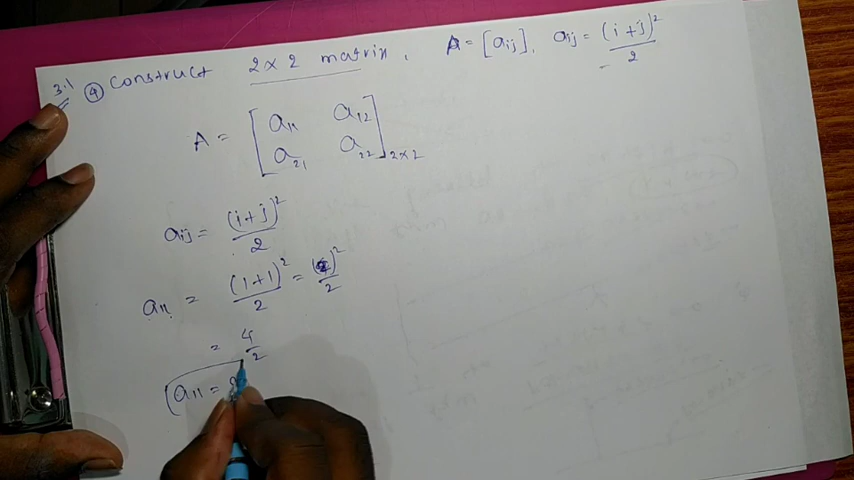 3.1 (4) Construct 2×2 matrix, A = [aij], aij = (i+j)²/2
A = [a11 a12
a21 a22]2×2
aij = (i+j)²/2
a11 = (1+1)²/2 = (2)²/2
= 4/2
a11 =